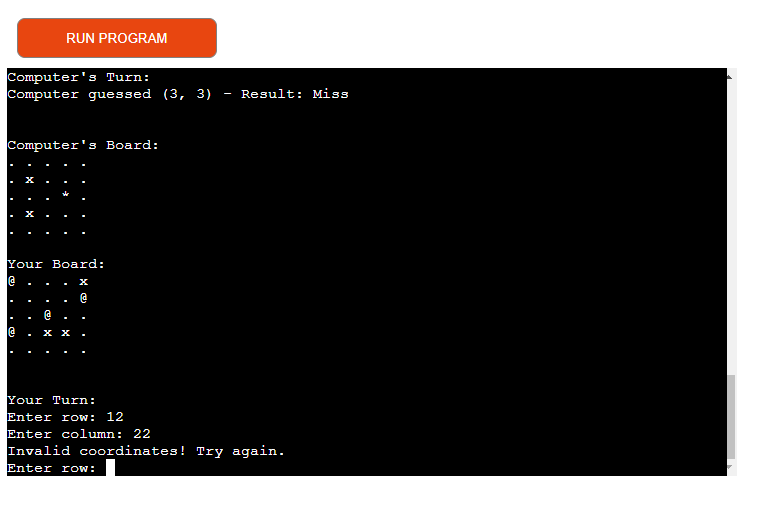 RUN PROGRAM
Computer's Turn:
Computer guessed (3, 3) - Result: Miss
Computer's Board:
. . . . .
. x . . .
. . . * .
. x . . .
. . . . .
Your Board:
@ . . . x
. . . . @
. . @ . .
@ . x x .
. . . . .
Your Turn:
Enter row: 12
Enter column: 22
Invalid coordinates! Try again.
Enter row: